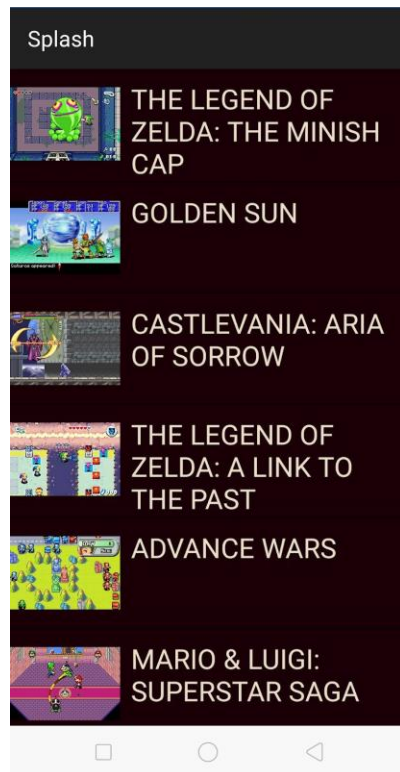 Splash
THE LEGEND OF
ZELDA: THE MINISH
CAP
GOLDEN SUN
CASTLEVANIA: ARIA
OF SORROW
THE LEGEND OF
ZELDA: A LINK TO
THE PAST
ADVANCE WARS
MARIO & LUIGI:
SUPERSTAR SAGA